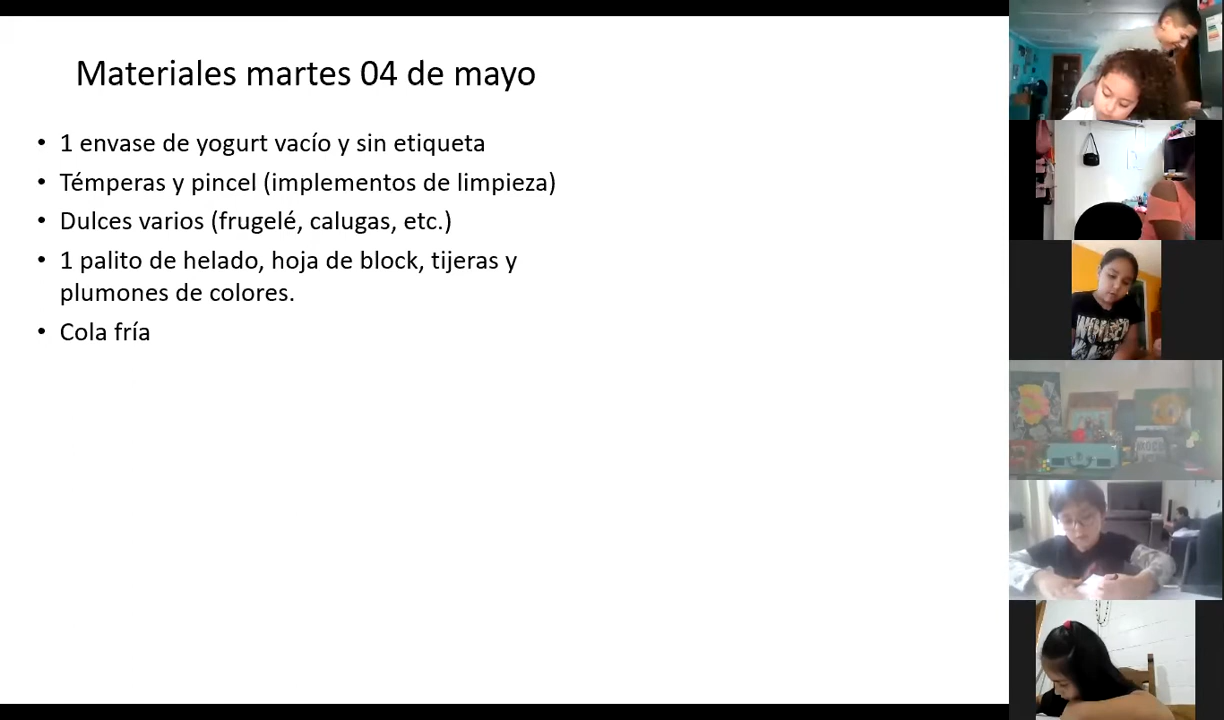 Materiales martes 04 de mayo
• 1 envase de yogurt vacío y sin etiqueta
• Témperas y pincel (implementos de limpieza)
• Dulces varios (frugelé, calugas, etc.)
• 1 palito de helado, hoja de block, tijeras y
plumones de colores.
• Cola fría